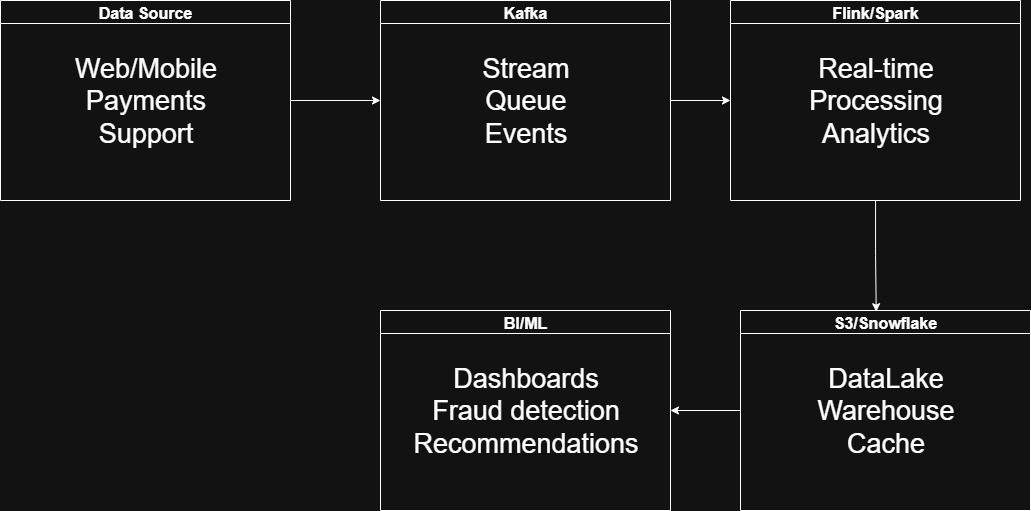 Data Source
Web/Mobile
Payments
Support
Kafka
Stream
Queue
Events
Flink/Spark
Real-time
Processing
Analytics
BI/ML
Dashboards
Fraud detection
Recommendations
S3/Snowflake
DataLake
Warehouse
Cache